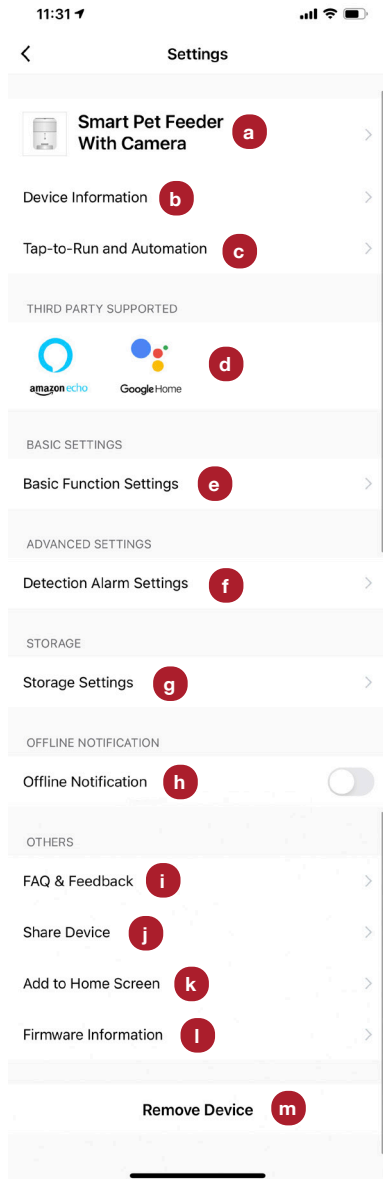 11:31
Settings
Smart Pet Feeder a
With Camera
Device Information b
Tap-to-Run and Automation c
THIRD PARTY SUPPORTED
amazon echo Google Home d
BASIC SETTINGS
Basic Function Settings e
ADVANCED SETTINGS
Detection Alarm Settings f
STORAGE
Storage Settings g
OFFLINE NOTIFICATION
Offline Notification h
OTHERS
FAQ & Feedback i
Share Device j
Add to Home Screen k
Firmware Information l
Remove Device m